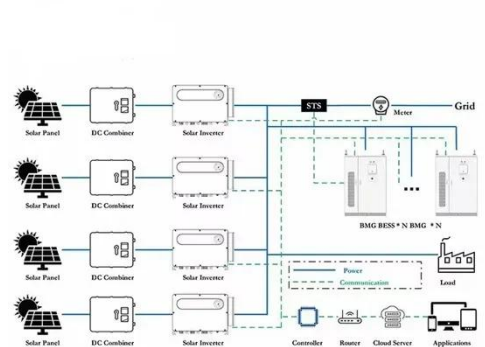 STS
Meter
Grid
Solar Panel
DC Combiner
Solar Inverter
Solar Panel
DC Combiner
Solar Inverter
BMG BESS * N BMG * N
Solar Panel
DC Combiner
Solar Inverter
Power
Communication
Load
Solar Panel
DC Combiner
Solar Inverter
Controller
Router
Cloud Server
Applications